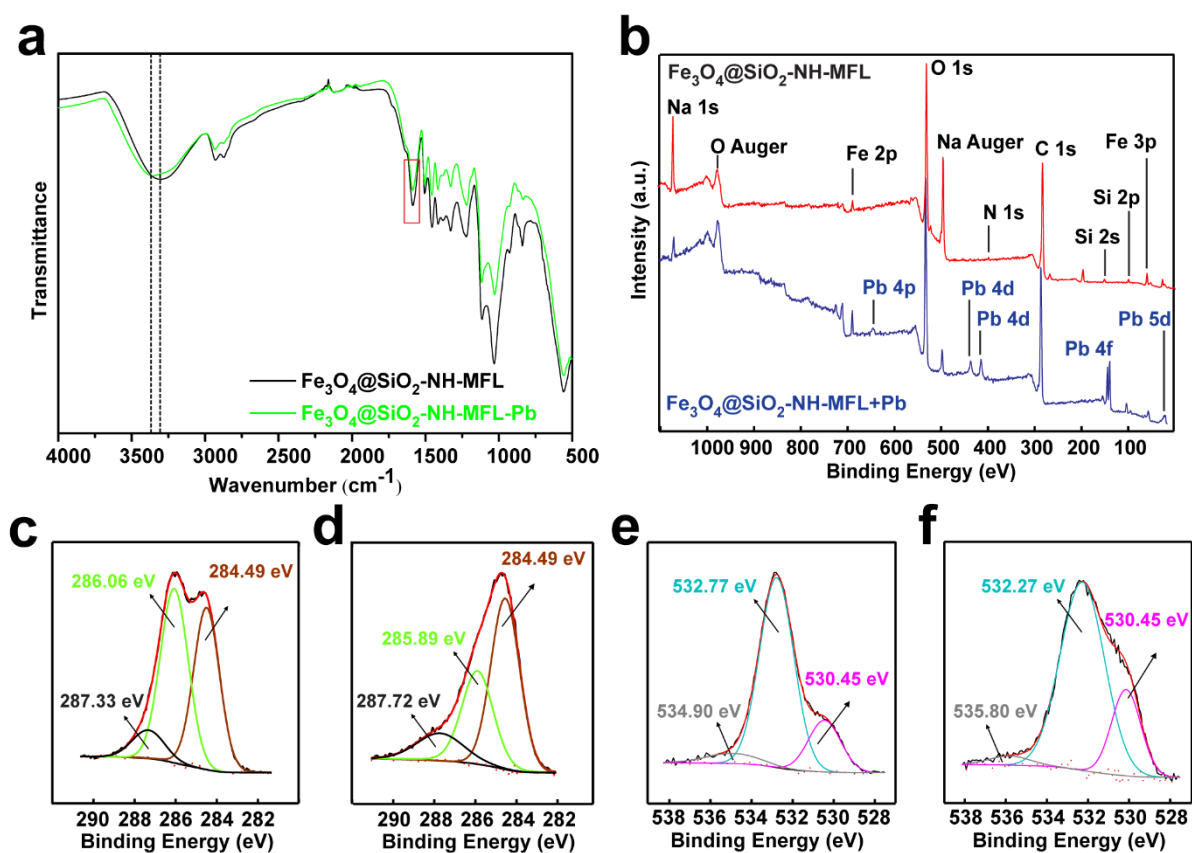 a
Transmittance
Fe₃O₄@SiO₂-NH-MFL
Fe₃O₄@SiO₂-NH-MFL-Pb
4000 3500 3000 2500 2000 1500 1000 500
Wavenumber (cm⁻¹)
b
Fe₃O₄@SiO₂-NH-MFL
O 1s
Na 1s
O Auger
Fe 2p
Na Auger
C 1s
Fe 3p
N 1s
Si 2p
Si 2s
Pb 4p
Pb 4d
Pb 4d
Pb 5d
Pb 4f
Fe₃O₄@SiO₂-NH-MFL+Pb
Intensity (a.u.)
1000 900 800 700 600 500 400 300 200 100
Binding Energy (eV)
c
286.06 eV
284.49 eV
287.33 eV
290 288 286 284 282
Binding Energy (eV)
d
284.49 eV
285.89 eV
287.72 eV
290 288 286 284 282
Binding Energy (eV)
e
532.77 eV
530.45 eV
534.90 eV
538 536 534 532 530 528
Binding Energy (eV)
f
532.27 eV
530.45 eV
535.80 eV
538 536 534 532 530 528
Binding Energy (eV)